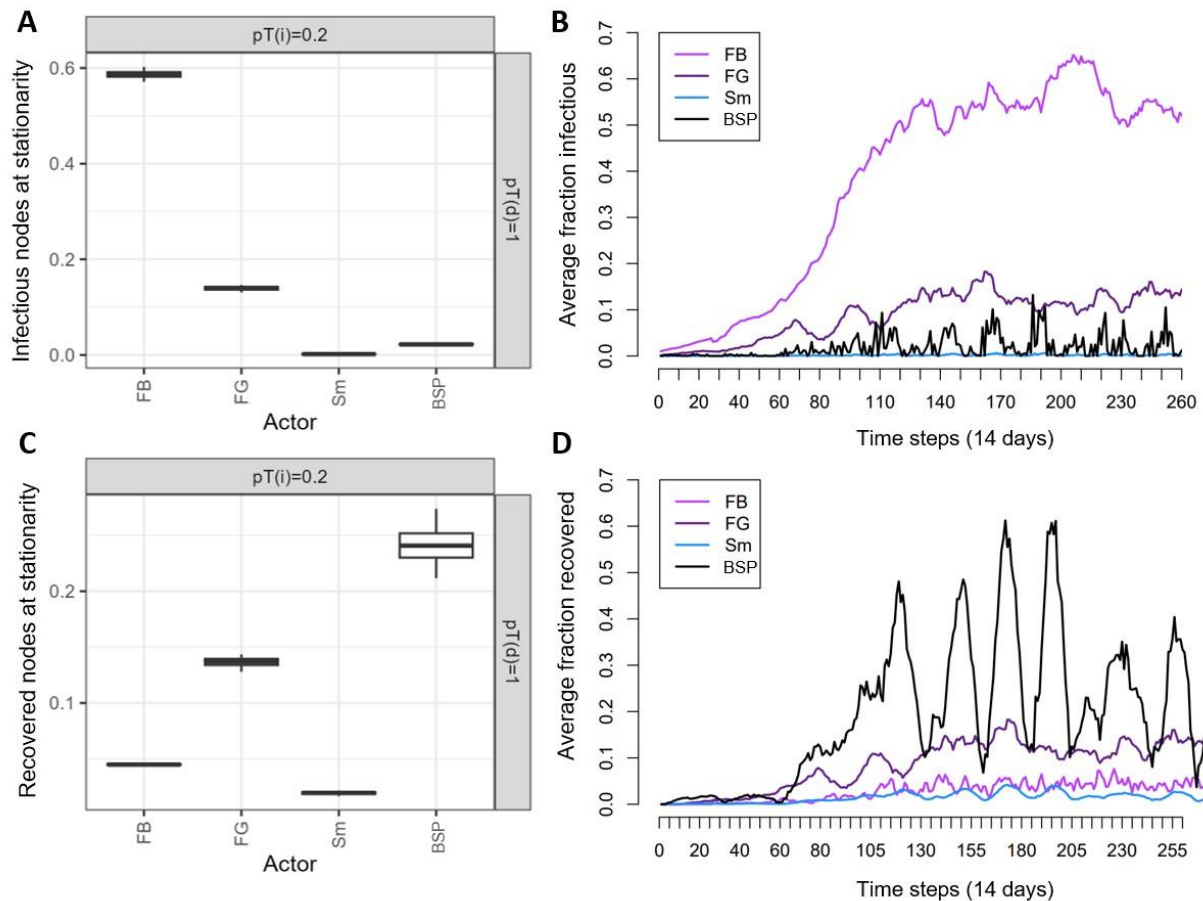 A
pT(i)=0.2
Infectious nodes at stationarity
0.6
0.4
0.2
0.0
pT(d)=1
FB
FG
Sm
BSP
Actor
B
Average fraction infectious
0.7
0.6
0.5
0.4
0.3
0.2
0.1
0.0
FB
FG
Sm
BSP
0 20 40 60 80 110 140 170 200 230 260
Time steps (14 days)
C
pT(i)=0.2
Recovered nodes at stationarity
0.2
0.1
pT(d)=1
FB
FG
Sm
BSP
Actor
D
Average fraction recovered
0.7
0.6
0.5
0.4
0.3
0.2
0.1
0.0
FB
FG
Sm
BSP
0 20 40 60 80 105 130 155 180 205 230 255
Time steps (14 days)